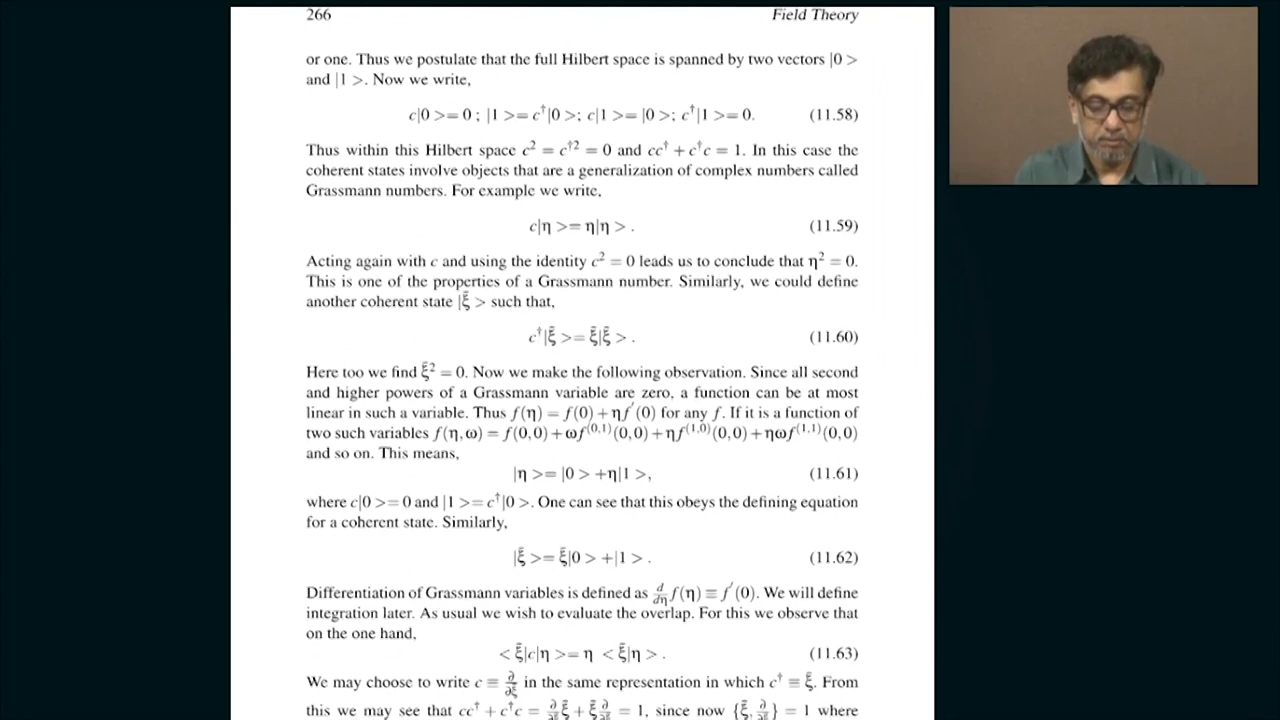 266 Field Theory
or one. Thus we postulate that the full Hilbert space is spanned by two vectors |0 >
and |1 >. Now we write,
c|0 >= 0 ; |1 >= c†|0 >; c|1 >= |0 >; c†|1 >= 0. (11.58)
Thus within this Hilbert space c² = c†² = 0 and cc† + c†c = 1. In this case the
coherent states involve objects that are a generalization of complex numbers called
Grassmann numbers. For example we write,
c|η >= η|η > . (11.59)
Acting again with c and using the identity c² = 0 leads us to conclude that η² = 0.
This is one of the properties of a Grassmann number. Similarly, we could define
another coherent state |ξ̄ > such that,
c†|ξ̄ >= ξ̄|ξ̄ > . (11.60)
Here too we find ξ̄² = 0. Now we make the following observation. Since all second
and higher powers of a Grassmann variable are zero, a function can be at most
linear in such a variable. Thus f(η) = f(0) + ηf′(0) for any f. If it is a function of
two such variables f(η,ω) = f(0,0) + ωf⁽⁰,¹⁾(0,0) + ηf⁽¹,⁰⁾(0,0) + ηωf⁽¹,¹⁾(0,0)
and so on. This means,
|η >= |0 > +η|1 >, (11.61)
where c|0 >= 0 and |1 >= c†|0 >. One can see that this obeys the defining equation
for a coherent state. Similarly,
|ξ̄ >= ξ̄|0 > +|1 > . (11.62)
Differentiation of Grassmann variables is defined as d/dη f(η) ≡ f′(0). We will define
integration later. As usual we wish to evaluate the overlap. For this we observe that
on the one hand,
< ξ̄|c|η >= η < ξ̄|η > . (11.63)
We may choose to write c ≡ ∂/∂ξ̄ in the same representation in which c† ≡ ξ̄. From
this we may see that cc† + c†c = ∂/∂ξ̄ ξ̄ + ξ̄ ∂/∂ξ̄ = 1, since now {ξ̄, ∂/∂ξ̄} = 1 where